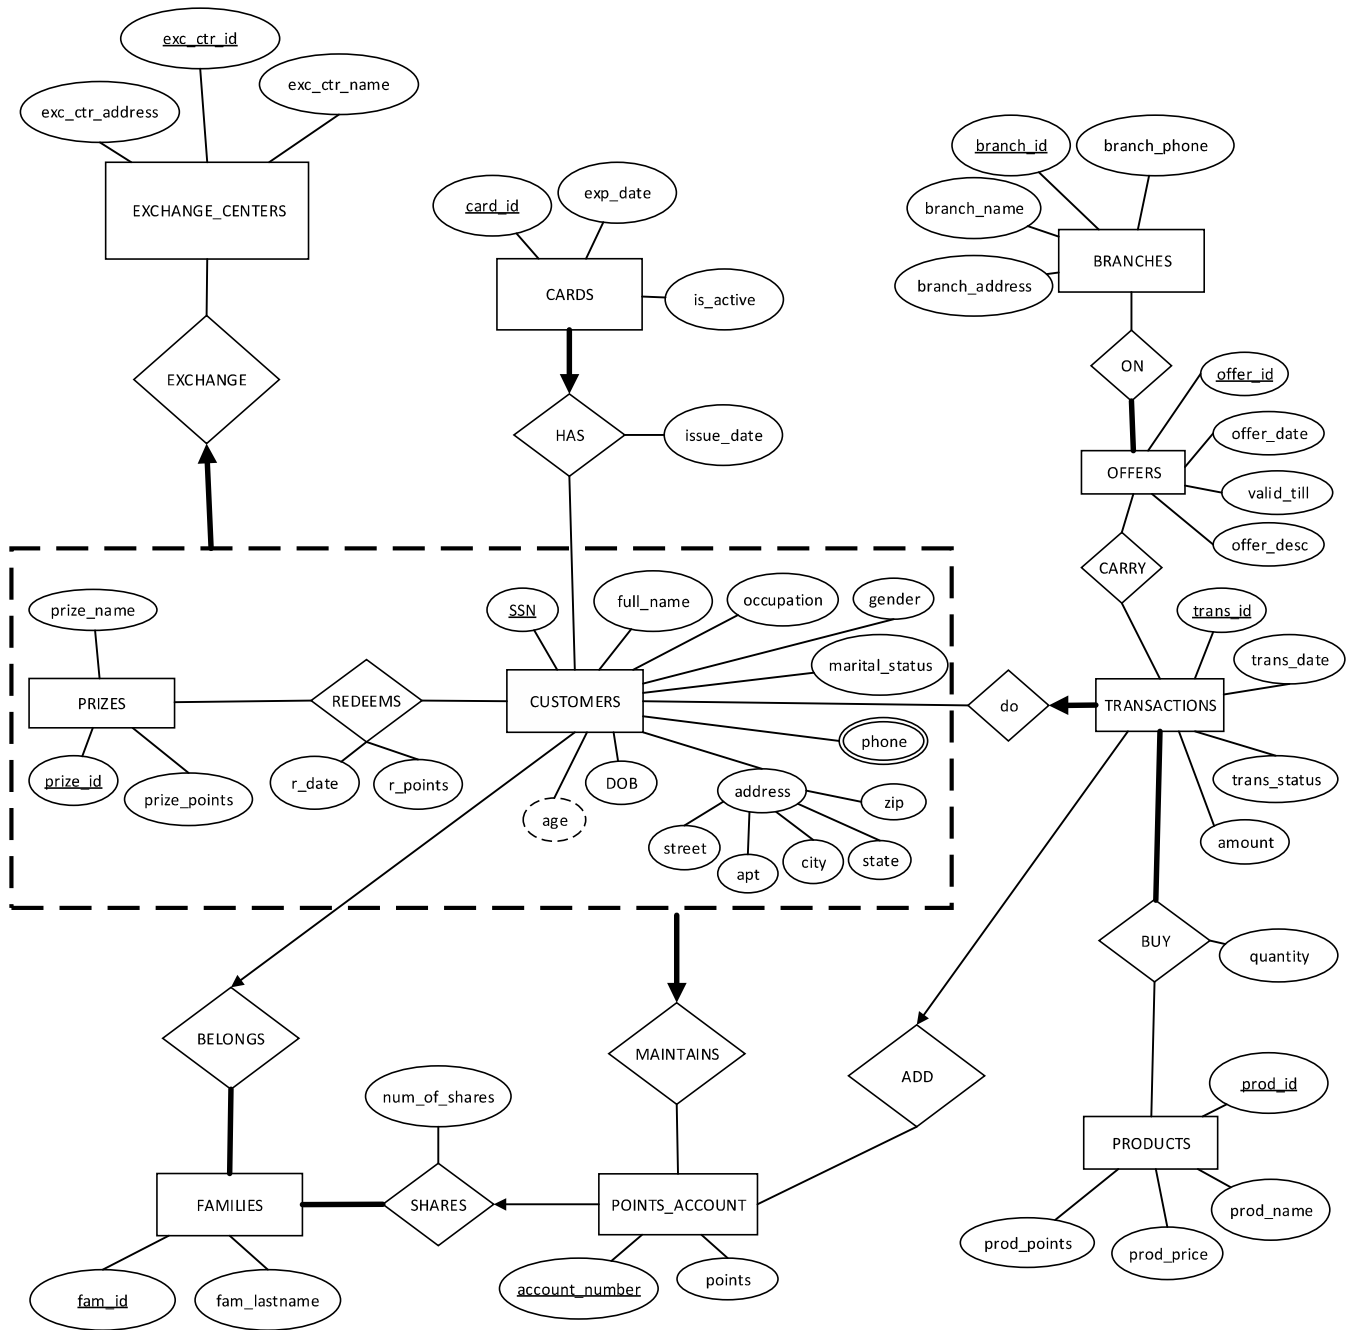 exc_ctr_id
exc_ctr_name
exc_ctr_address
EXCHANGE_CENTERS
EXCHANGE
card_id
exp_date
CARDS
is_active
HAS
issue_date
branch_id
branch_phone
branch_name
branch_address
BRANCHES
ON
offer_id
offer_date
OFFERS
valid_till
offer_desc
CARRY
prize_name
PRIZES
prize_id
prize_points
REDEEMS
r_date
r_points
SSN
full_name
occupation
gender
marital_status
CUSTOMERS
phone
DOB
age
address
zip
street
apt
city
state
do
trans_id
trans_date
TRANSACTIONS
trans_status
amount
BUY
quantity
BELONGS
MAINTAINS
ADD
num_of_shares
FAMILIES
SHARES
POINTS_ACCOUNT
fam_id
fam_lastname
account_number
points
prod_id
PRODUCTS
prod_name
prod_points
prod_price